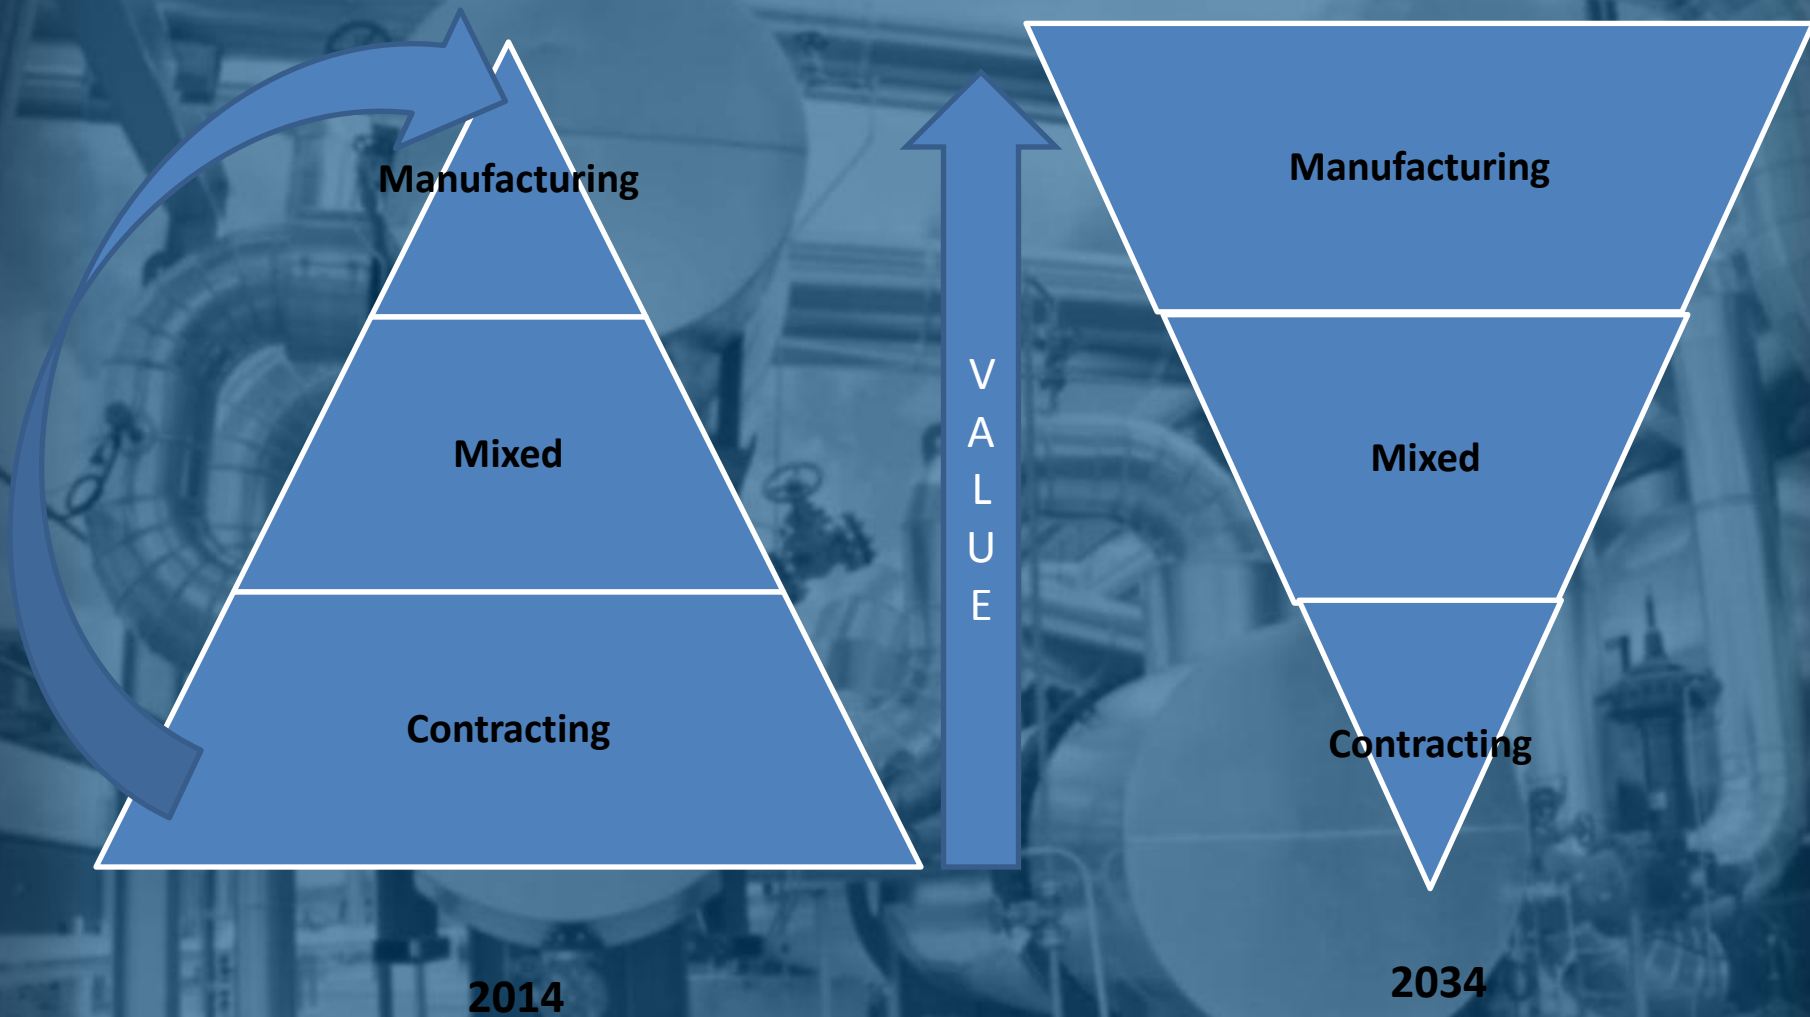 Manufacturing
Mixed
Contracting
2014
V
A
L
U
E
Manufacturing
Mixed
Contracting
2034